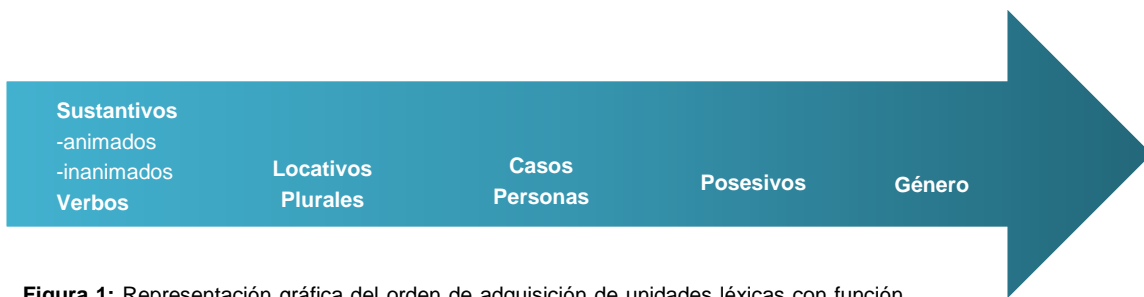 Sustantivos
-animados
-inanimados
Verbos
Locativos
Plurales
Casos
Personas
Posesivos
Género
Figura 1: Representación gráfica del orden de adquisición de unidades léxicas con función